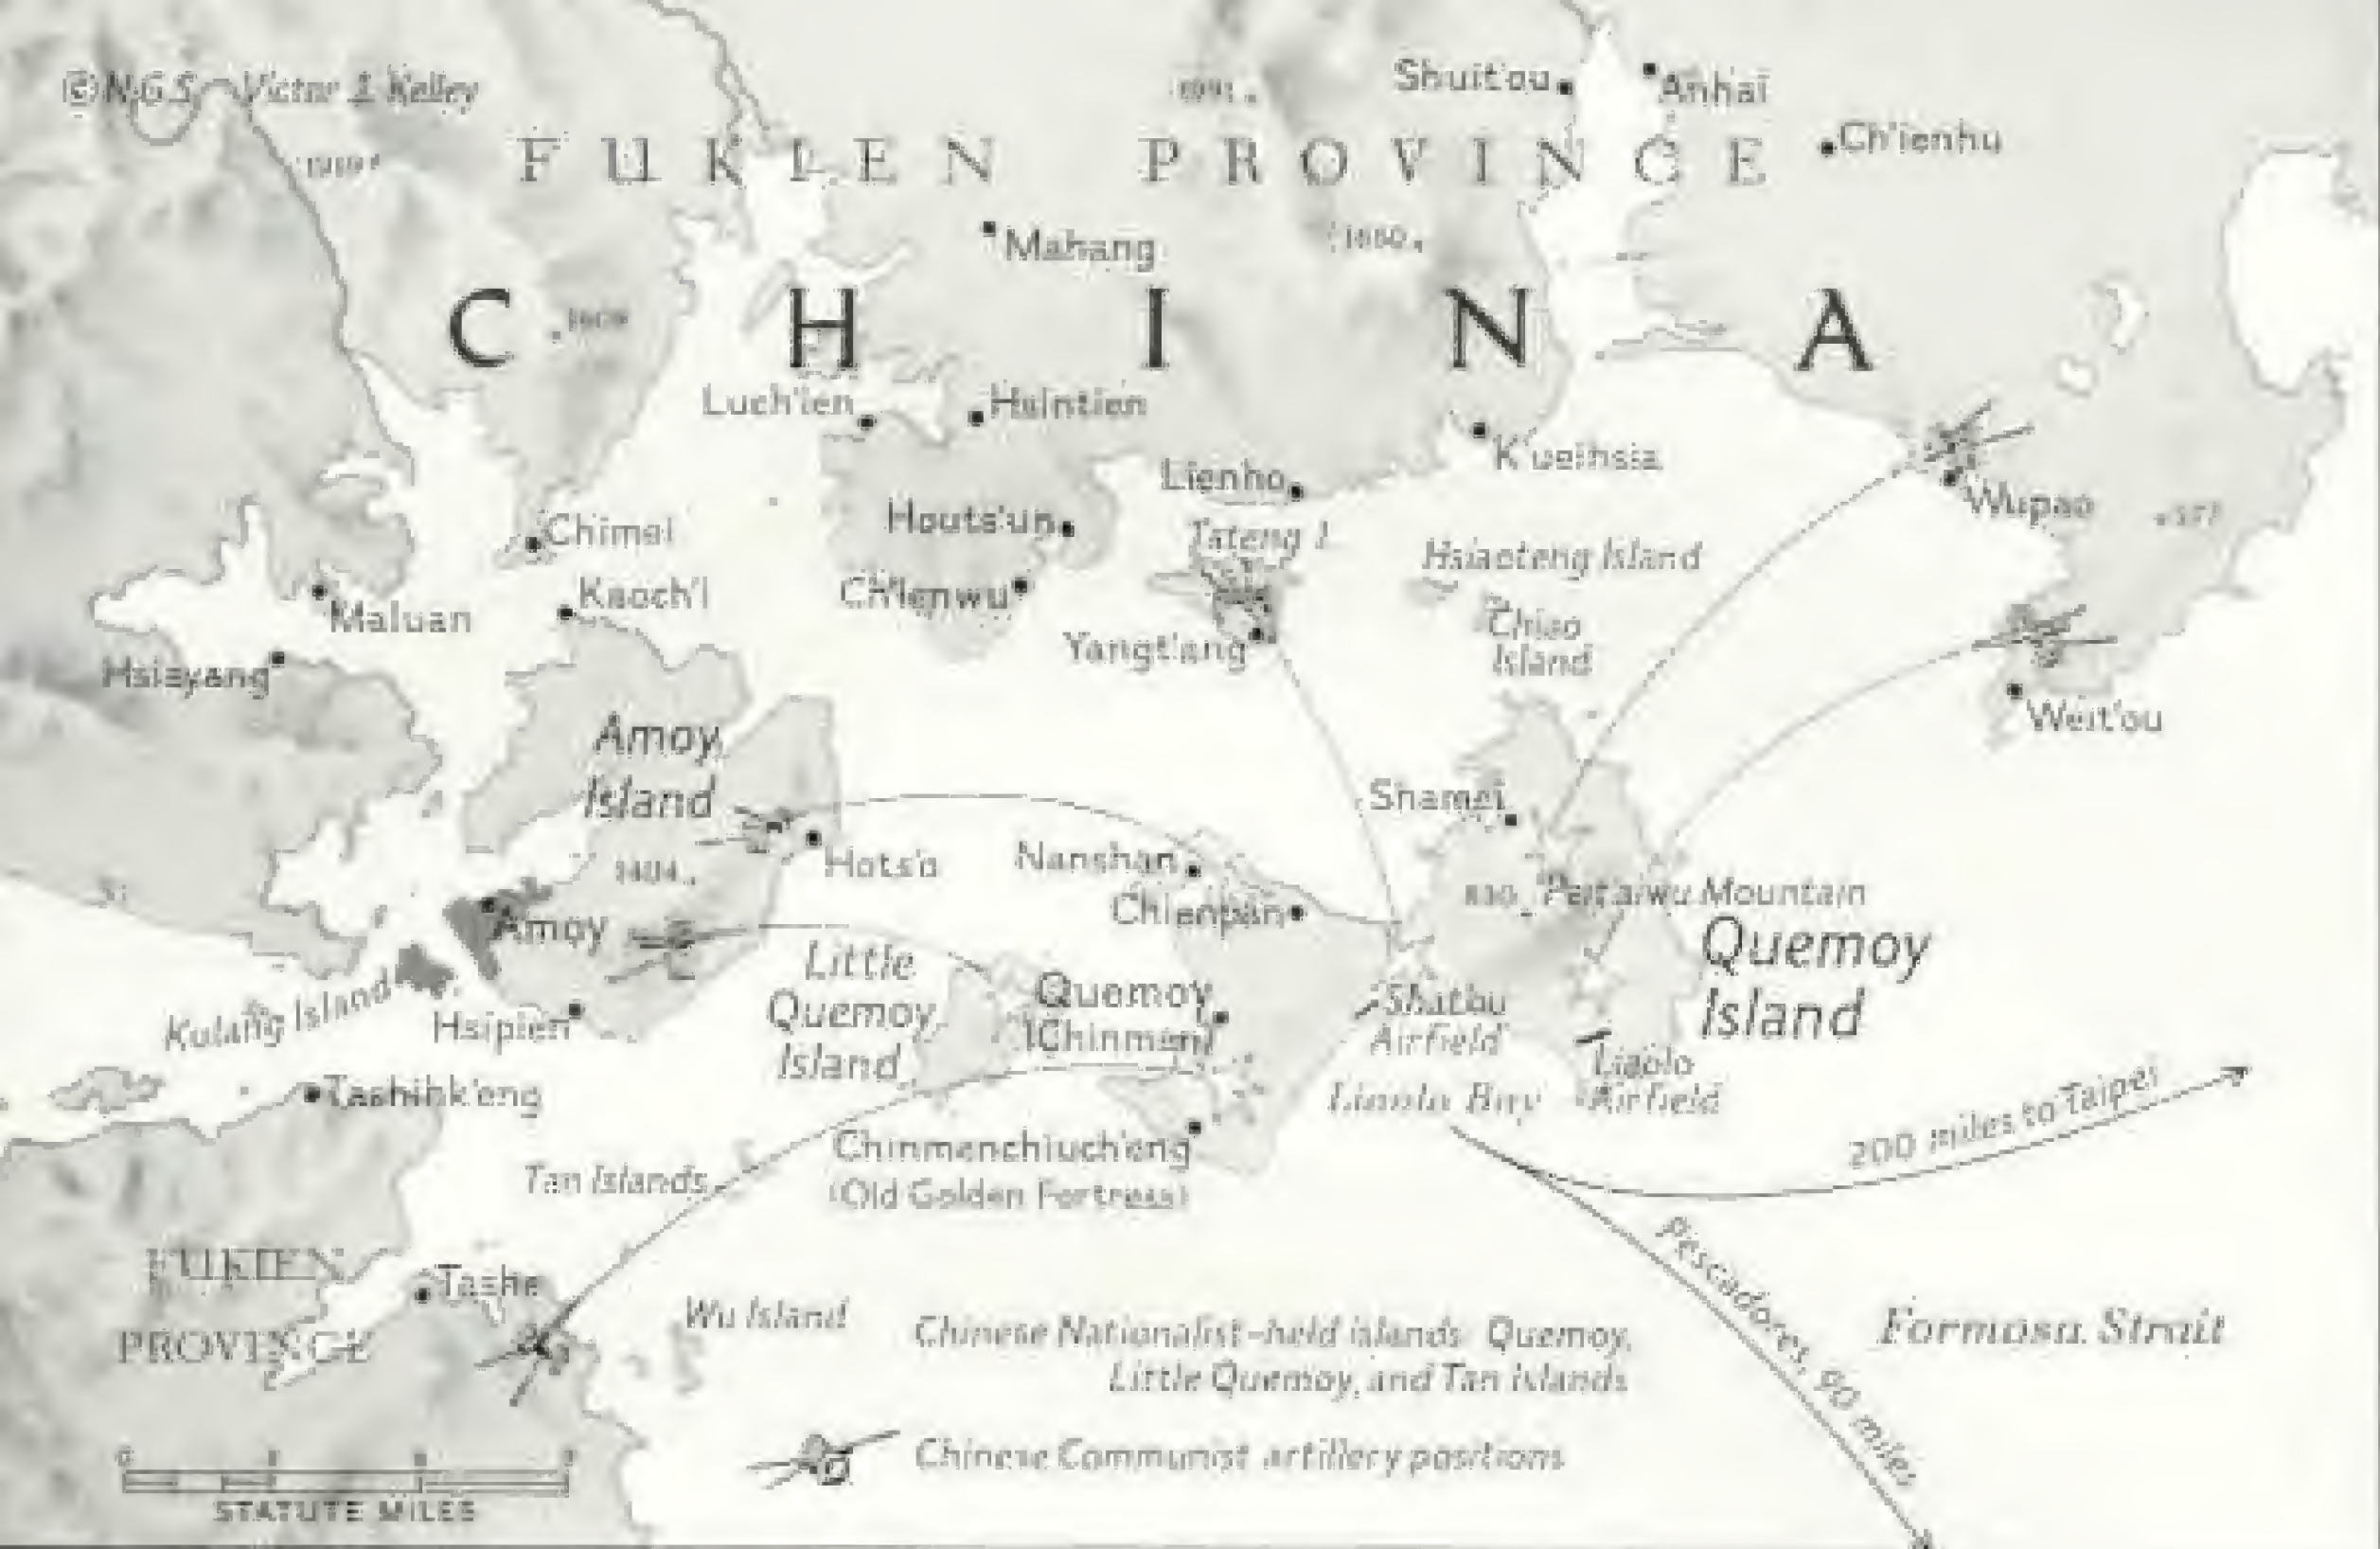 © N.G.S. Victor J. Kelley
Shuit'ou
Anhai
Ch'ienhu
FUKIEN PROVINCE
Mahang
CHINA
Luch'ien
Hsintien
K'ueihsia
Lienho
Wupao
Houts'un
Tateng I.
Hsiaoteng Island
Chimei
Kaoch'i
Ch'ienwu
Chiao
Island
Maluan
Yangt'ang
Hsiayang
Weit'ou
Amoy
Island
Shamei
1404
Hots'o
Nanshan
830
Peit'aiwu Mountain
Chienpan
Amoy
Quemoy
Island
Little
Quemoy
Island
Quemoy
(Chinmen)
Shatou
Airfield
Kulang Island
Hsipien
Liaolo
Airfield
Tashihk'eng
Liaolo Bay
200 miles to Taipei
Chinmenchiuch'eng
(Old Golden Fortress)
Tan Islands
FUKIEN
PROVINCE
Tashe
Wu Island
Pescadores, 90 miles
Formosa Strait
Chinese Nationalist-held islands Quemoy,
Little Quemoy, and Tan Islands
Chinese Communist artillery positions
0
STATUTE MILES